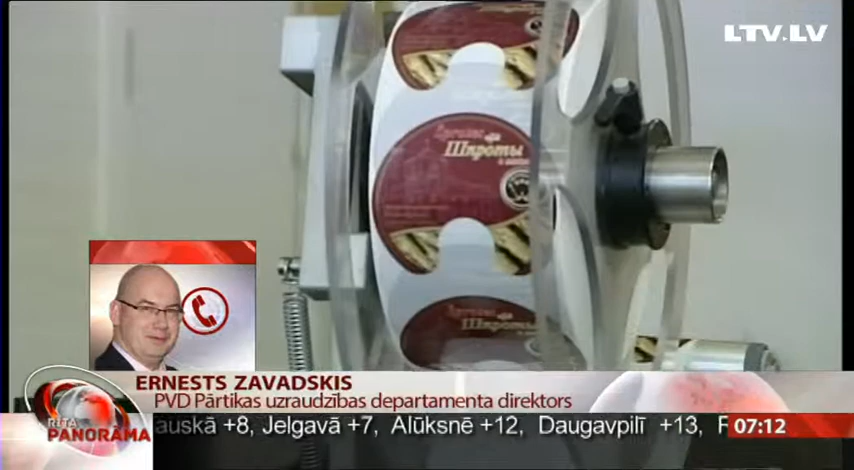 LTV.LV
Шпроты
ERNESTS ZAVADSKIS
PVD Pārtikas uzraudzības departamenta direktors
RĪTA
PANORĀMA
auskā +8, Jelgavā +7, Alūksnē +12, Daugavpilī +13,
07:12